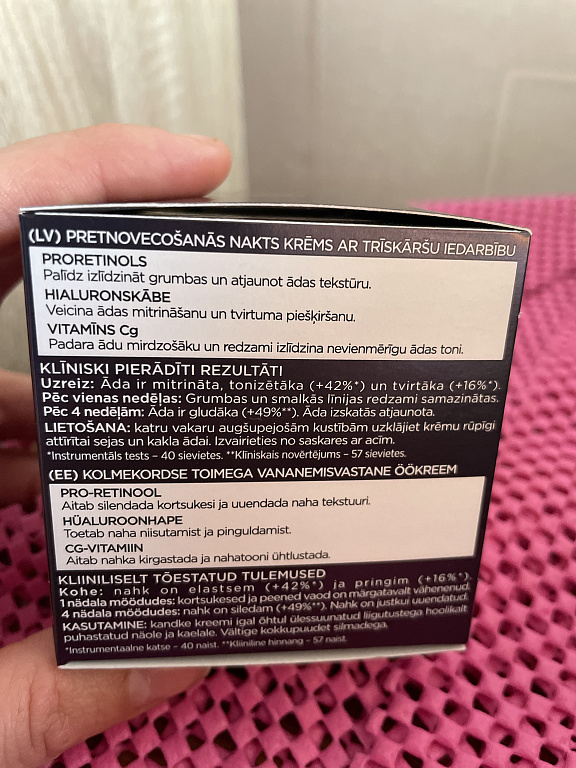 (LV) PRETNOVECOŠANĀS NAKTS KRĒMS AR TRĪSKĀRŠU IEDARBĪBU
PRORETINOLS
Palīdz izlīdzināt grumbas un atjaunot ādas tekstūru.
HIALURONSKĀBE
Veicina ādas mitrināšanu un tvirtuma piešķiršanu.
VITAMĪNS Cg
Padara ādu mirdzošāku un redzami izlīdzina nevienmērīgu ādas toni.
KLĪNISKI PIERĀDĪTI REZULTĀTI
Uzreiz: Āda ir mitrināta, tonizētāka (+42%*) un tvirtāka (+16%*).
Pēc vienas nedēļas: Grumbas un smalkās līnijas redzami samazinātas.
Pēc 4 nedēļām: Āda ir gludāka (+49%**). Āda izskatās atjaunota.
LIETOŠANA: katru vakaru augšupejošām kustībām uzklājiet krēmu rūpīgi
attīrītai sejas un kakla ādai. Izvairieties no saskares ar acīm.
*Instrumentāls tests – 40 sievietes. **Klīniskais novērtējums – 57 sievietes.
(EE) KOLMEKORDSE TOIMEGA VANANEMISVASTANE ÖÖKREEM
PRO-RETINOOL
Aitab silendada kortsukesi ja uuendada naha tekstuuri.
HÜALUROONHAPE
Toetab naha niisutamist ja pinguldamist.
CG-VITAMIIN
Aitab nahka kirgastada ja nahatooni ühtlustada.
KLIINILISELT TÕESTATUD TULEMUSED
Kohe: nahk on elastsem (+42%*) ja pringim (+16%*).
1 nädala möödudes: kortsukesed ja peened vaod on märgatavalt vähenenud.
4 nädala möödudes: nahk on siledam (+49%**). Nahk on justkui uuendatud.
KASUTAMINE: kandke kreemi igal õhtul ülessuunatud liigutustega hoolikalt
puhastatud näole ja kaelale. Vältige kokkupuudet silmadega.
*Instrumentaalne katse – 40 naist. **Kliiniline hinnang – 57 naist.